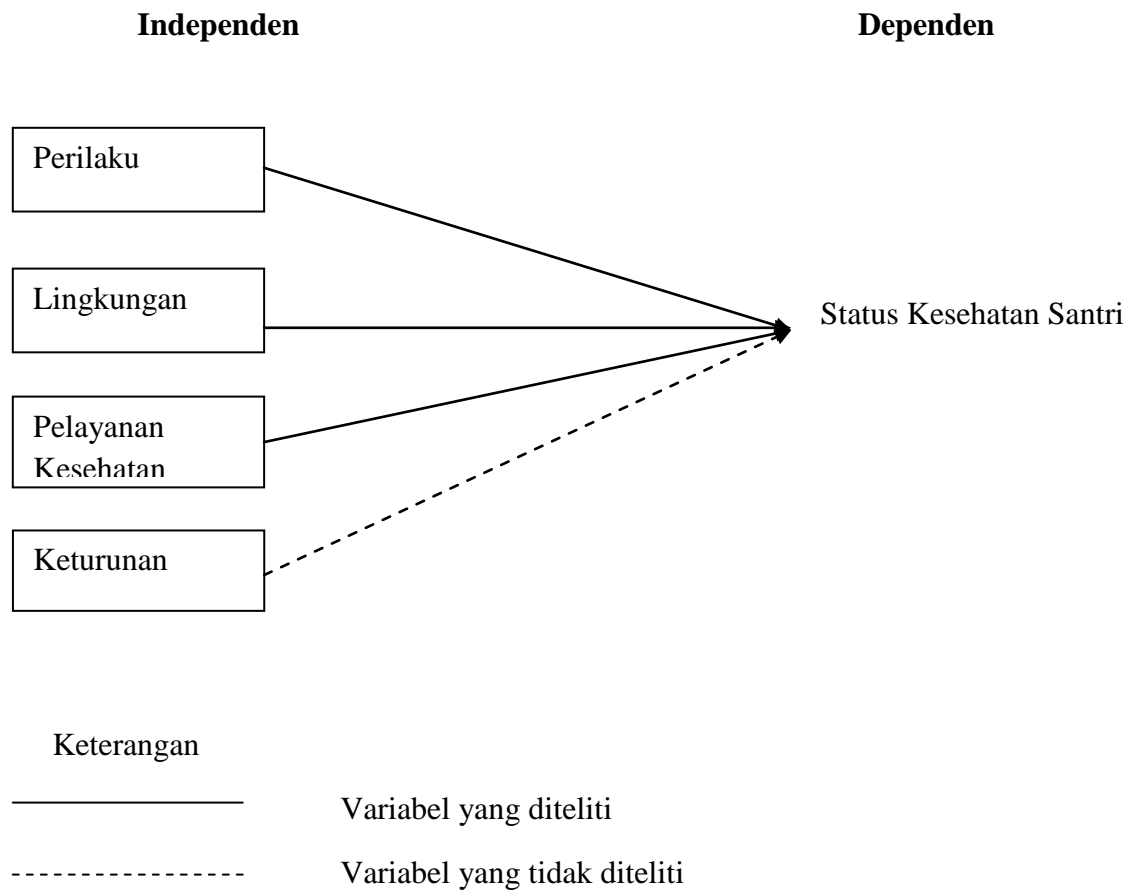 Independen Dependen
Perilaku
Lingkungan
Status Kesehatan Santri
Pelayanan
Kesehatan
Keturunan
Keterangan
Variabel yang diteliti
Variabel yang tidak diteliti